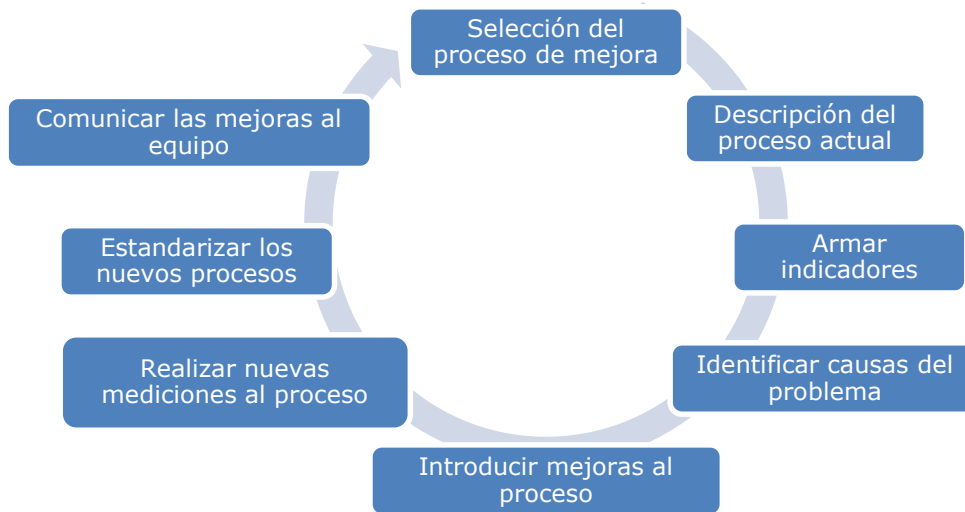 Selección del
proceso de mejora
Descripción del
proceso actual
Armar
indicadores
Identificar causas del
problema
Introducir mejoras al
proceso
Realizar nuevas
mediciones al proceso
Estandarizar los
nuevos procesos
Comunicar las mejoras al
equipo